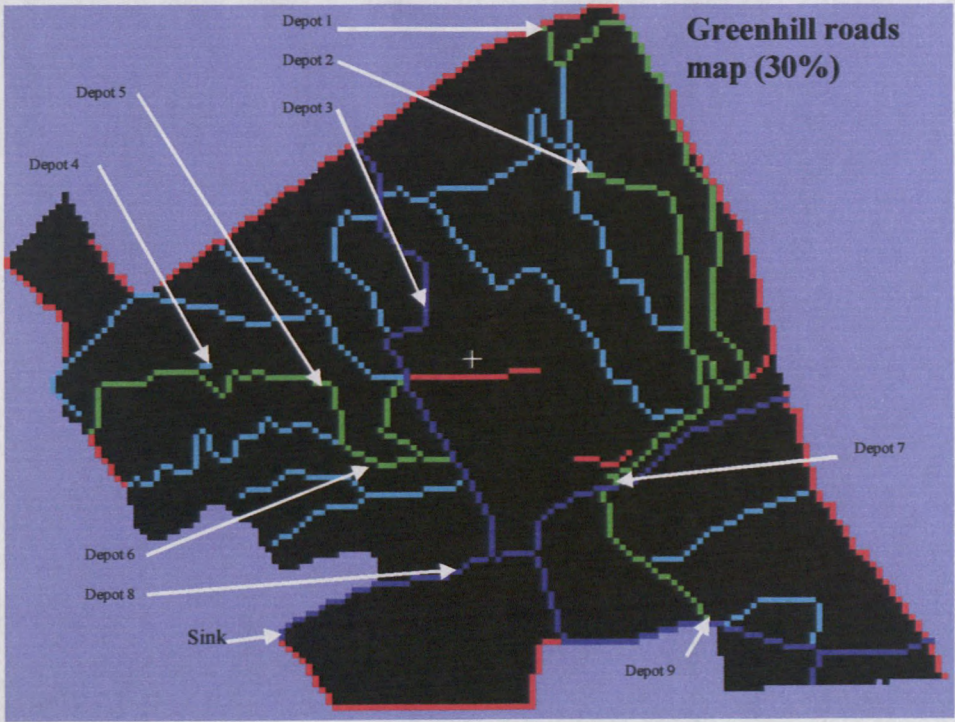 Greenhill roads
map (30%)
Depot 1
Depot 2
Depot 3
Depot 5
Depot 4
Depot 7
Depot 6
Depot 8
Sink
Depot 9